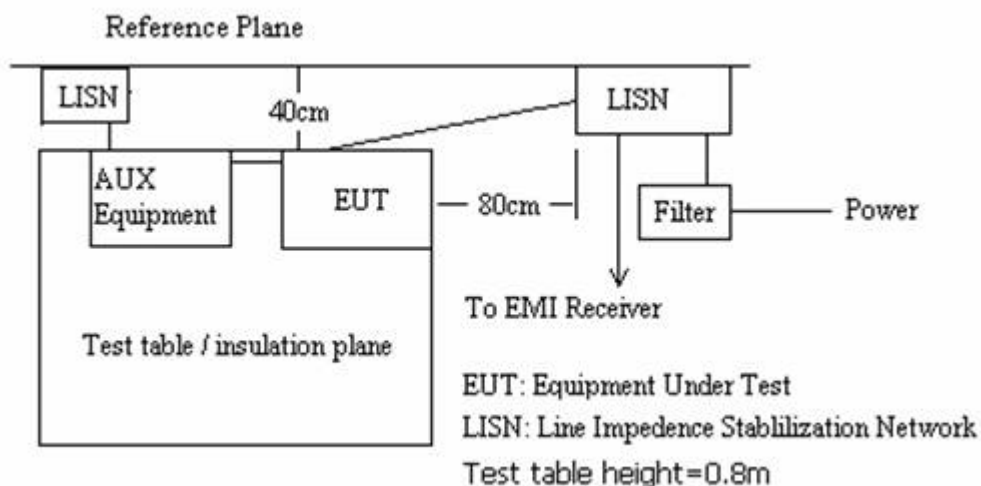 Reference Plane
LISN
40cm
LISN
AUX
Equipment
EUT
80cm
Filter
Power
To EMI Receiver
Test table / insulation plane
EUT: Equipment Under Test
LISN: Line Impedence Stablilization Network
Test table height=0.8m